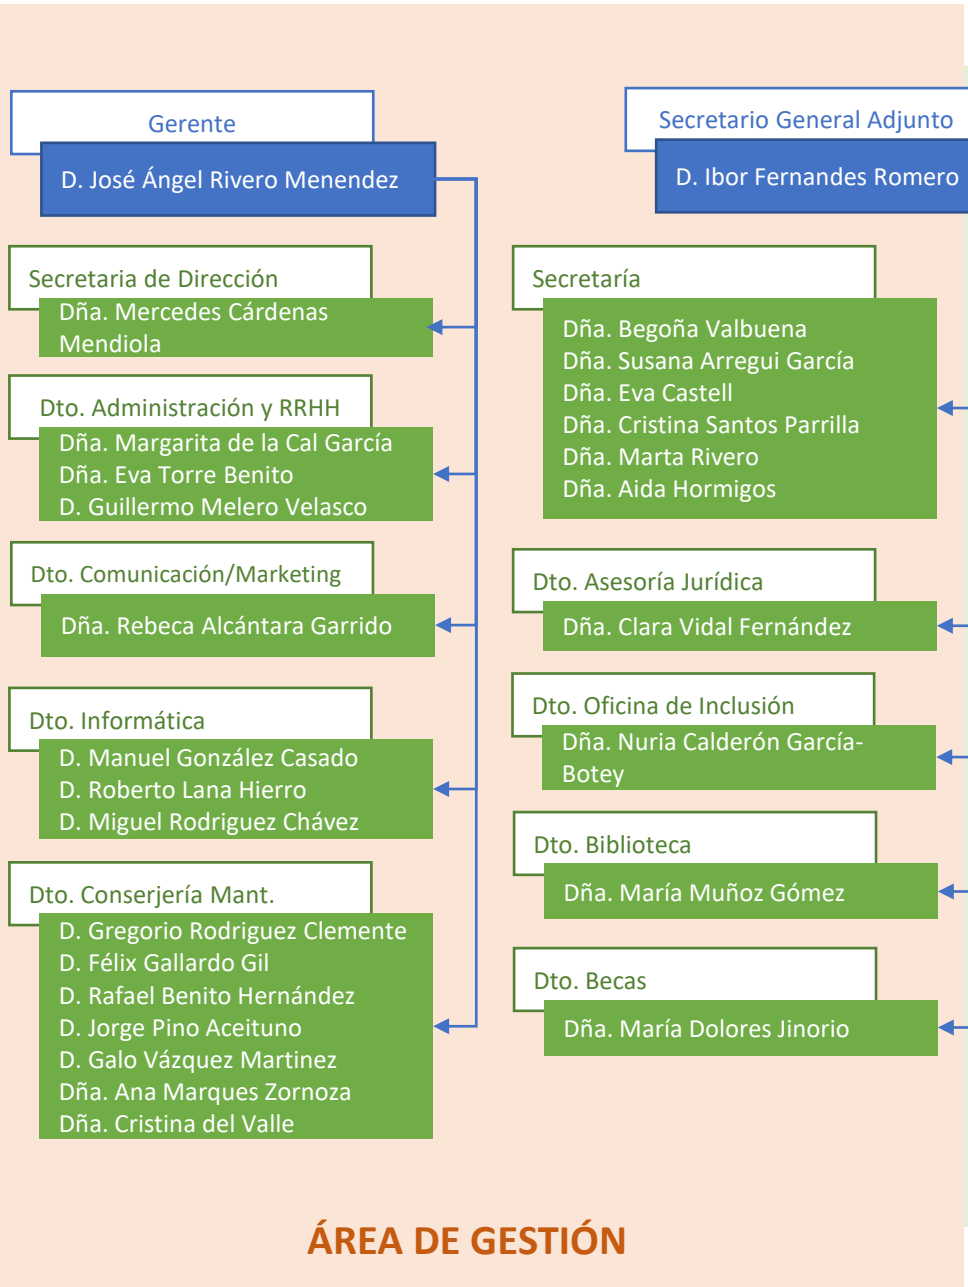 Gerente
D. José Ángel Rivero Menendez
Secretaria de Dirección
Dña. Mercedes Cárdenas
Mendiola
Dto. Administración y RRHH
Dña. Margarita de la Cal García
Dña. Eva Torre Benito
D. Guillermo Melero Velasco
Dto. Comunicación/Marketing
Dña. Rebeca Alcántara Garrido
Dto. Informática
D. Manuel González Casado
D. Roberto Lana Hierro
D. Miguel Rodriguez Chávez
Dto. Conserjería Mant.
D. Gregorio Rodriguez Clemente
D. Félix Gallardo Gil
D. Rafael Benito Hernández
D. Jorge Pino Aceituno
D. Galo Vázquez Martinez
Dña. Ana Marques Zornoza
Dña. Cristina del Valle
Secretario General Adjunto
D. Ibor Fernandes Romero
Secretaría
Dña. Begoña Valbuena
Dña. Susana Arregui García
Dña. Eva Castell
Dña. Cristina Santos Parrilla
Dña. Marta Rivero
Dña. Aida Hormigos
Dto. Asesoría Jurídica
Dña. Clara Vidal Fernández
Dto. Oficina de Inclusión
Dña. Nuria Calderón García-
Botey
Dto. Biblioteca
Dña. María Muñoz Gómez
Dto. Becas
Dña. María Dolores Jinorio
ÁREA DE GESTIÓN